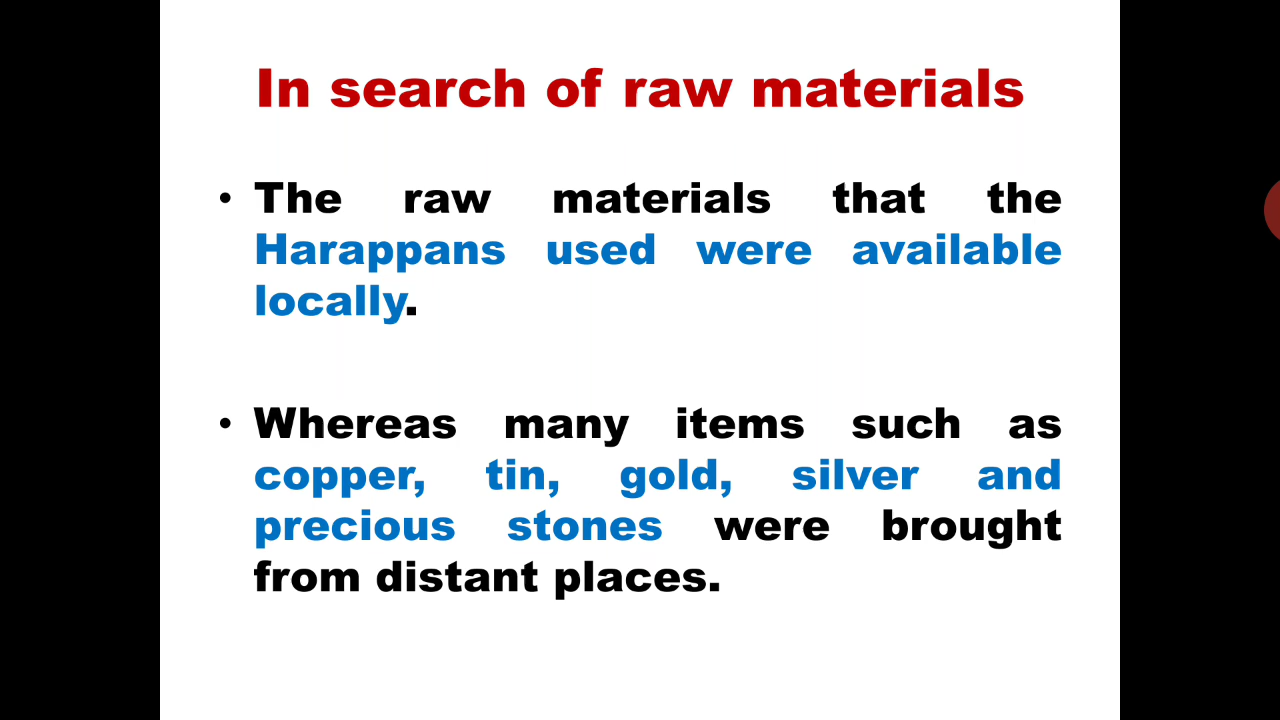 In search of raw materials
• The raw materials that the
Harappans used were available
locally.
• Whereas many items such as
copper, tin, gold, silver and
precious stones were brought
from distant places.